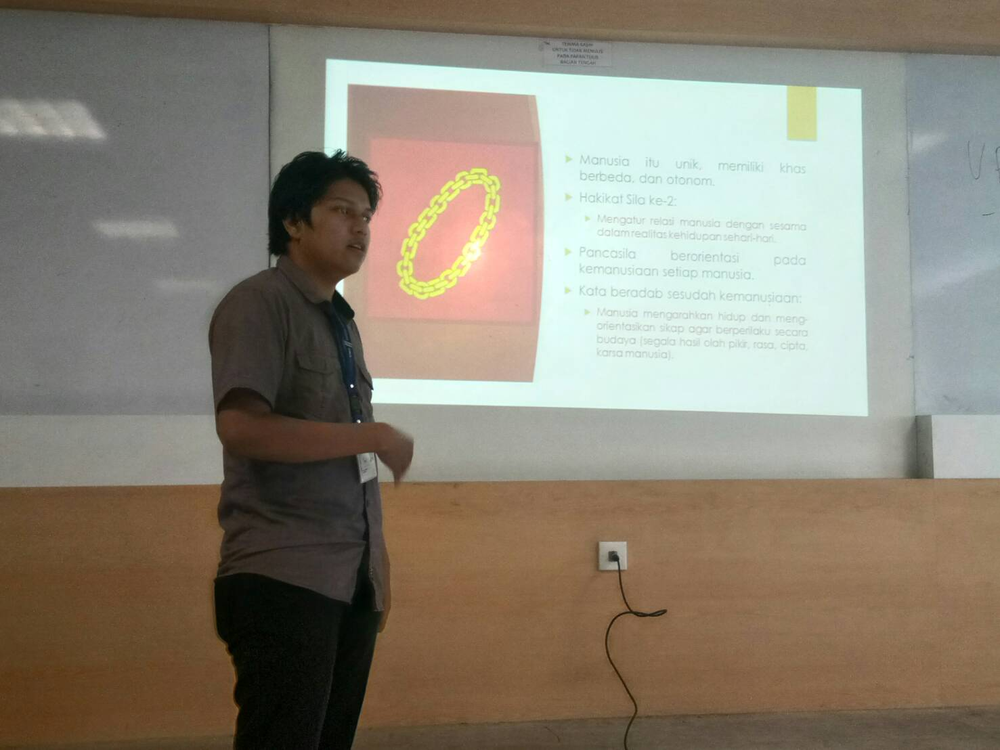 TERIMA KASIH
UNTUK TIDAK MENULIS
PADA PAPAN TULIS
BAGIAN TENGAH
Manusia itu unik, memiliki khas
berbeda, dan otonom.
Hakikat Sila ke-2:
Mengatur relasi manusia dengan sesama
dalam realitas kehidupan sehari-hari.
Pancasila berorientasi pada
kemanusiaan setiap manusia.
Kata beradab sesudah kemanusiaan:
Manusia mengarahkan hidup dan meng-
orientasikan sikap agar berperilaku secara
budaya (segala hasil olah pikir, rasa, cipta,
karsa manusia).